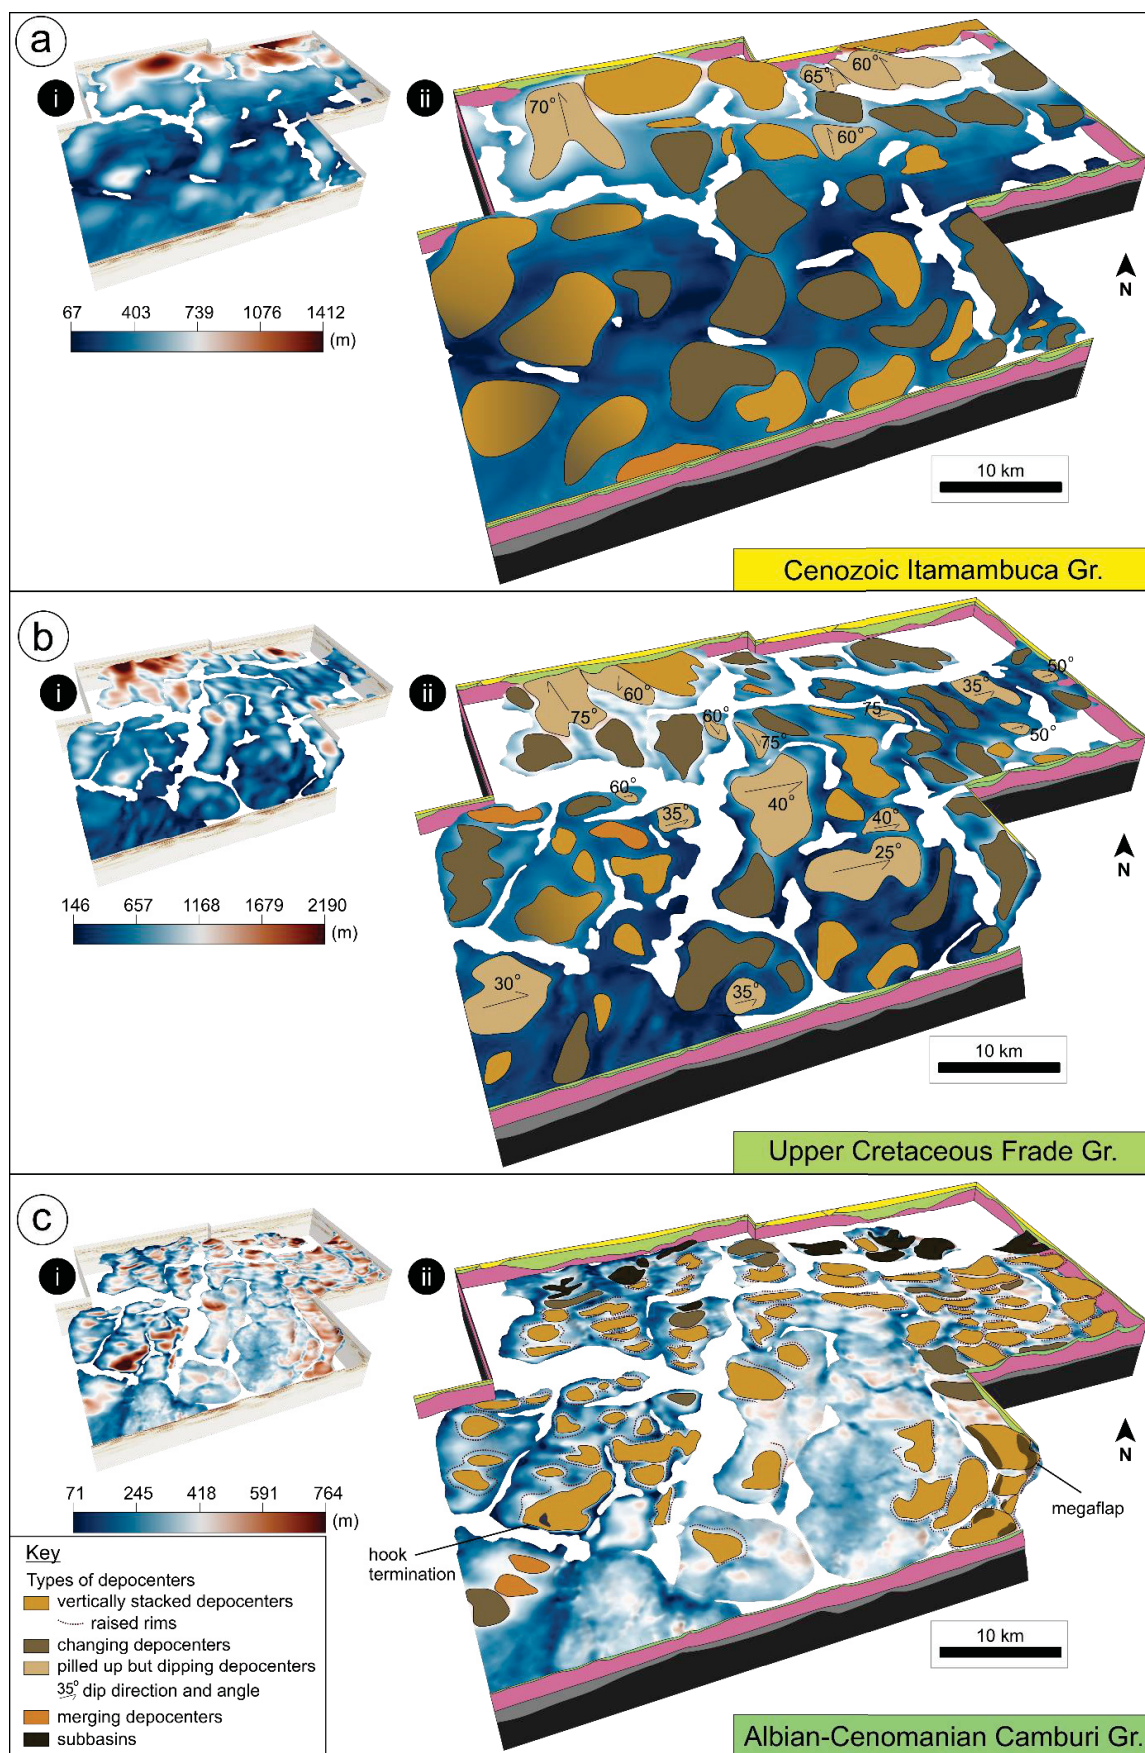 a
i
ii
70°
65°
60°
60°
N
67 403 739 1076 1412
(m)
10 km
Cenozoic Itamambuca Gr.
b
i
ii
75°
60°
60°
75°
75°
35°
50°
50°
60°
35°
40°
40°
25°
30°
35°
N
146 657 1168 1679 2190
(m)
10 km
Upper Cretaceous Frade Gr.
c
i
ii
N
megaflap
hook
termination
71 245 418 591 764
(m)
10 km
Key
Types of depocenters
vertically stacked depocenters
raised rims
changing depocenters
pilled up but dipping depocenters
35° dip direction and angle
merging depocenters
subbasins
Albian-Cenomanian Camburi Gr.